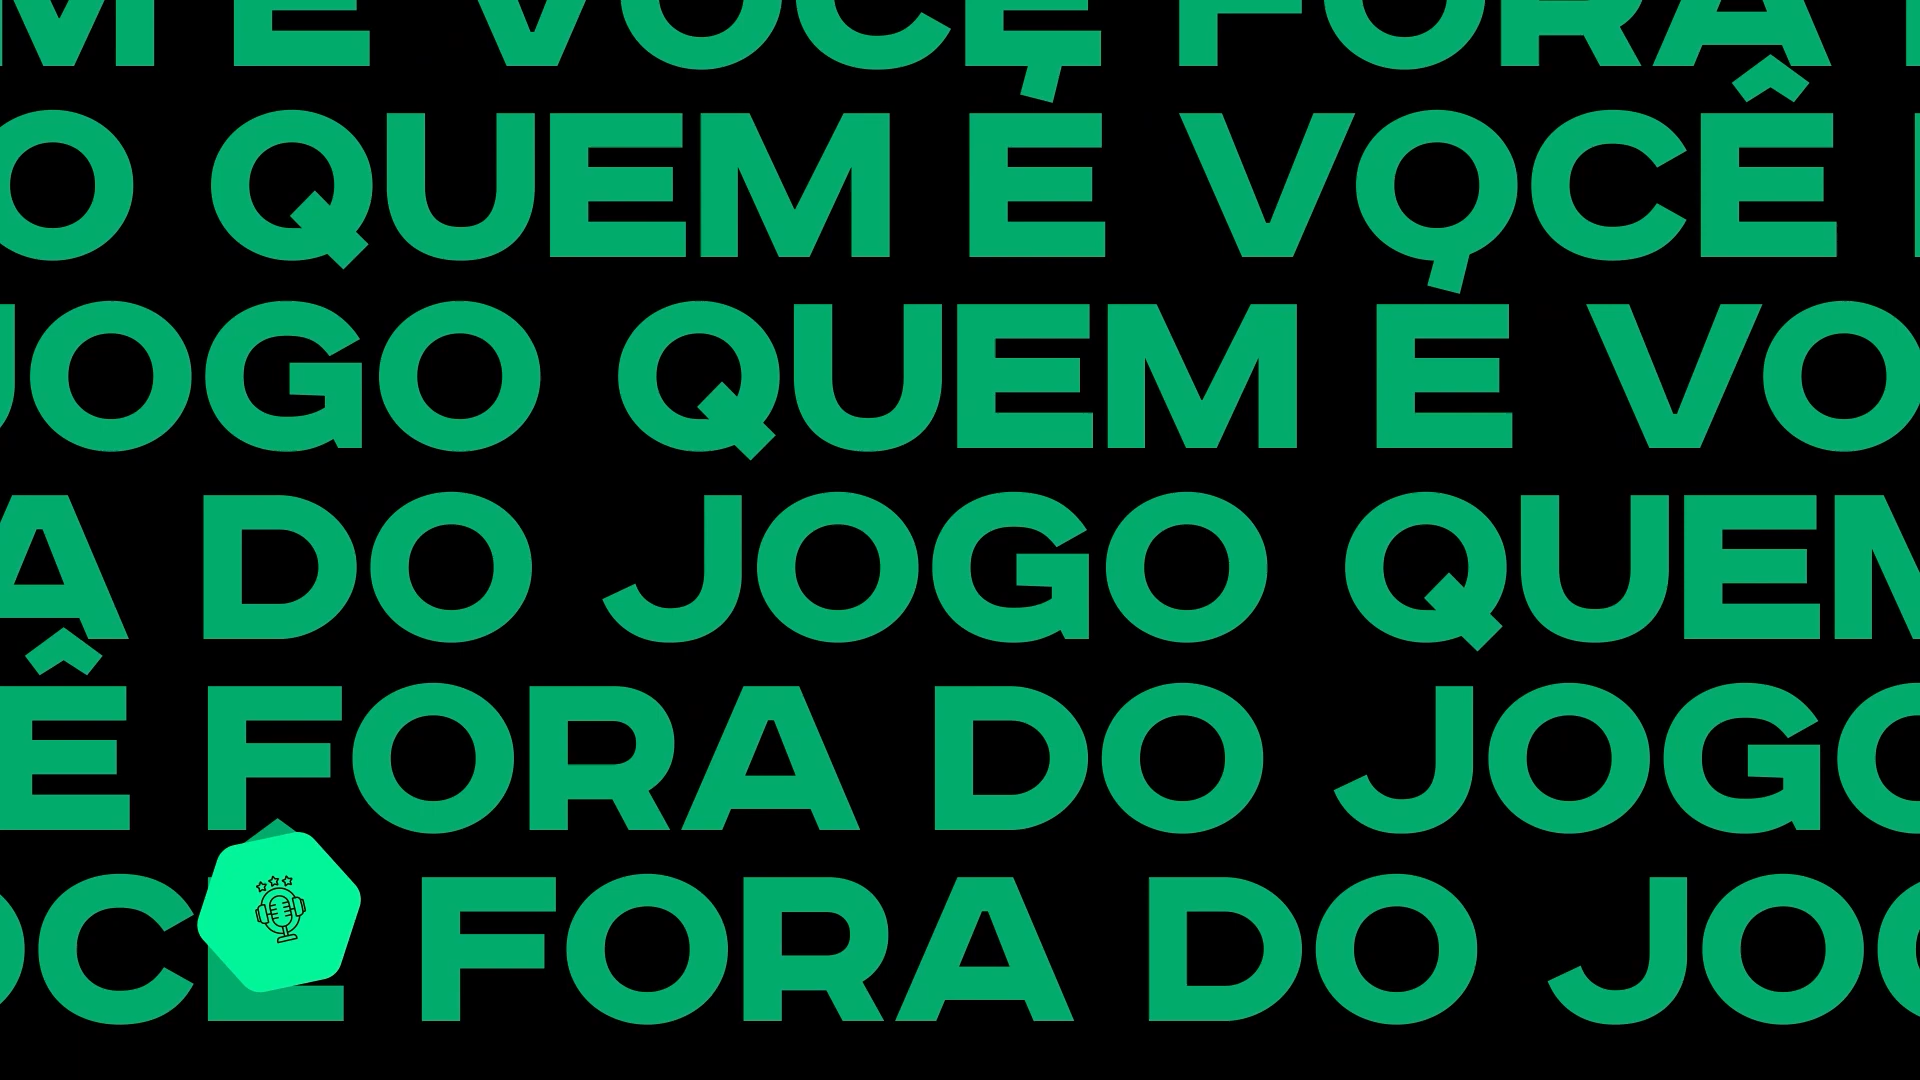 M É VOCÊ FORA
O QUEM É VOCÊ
JOGO QUEM É VO
A DO JOGO QUEM
Ê FORA DO JOGO
OCÊ FORA DO JOG